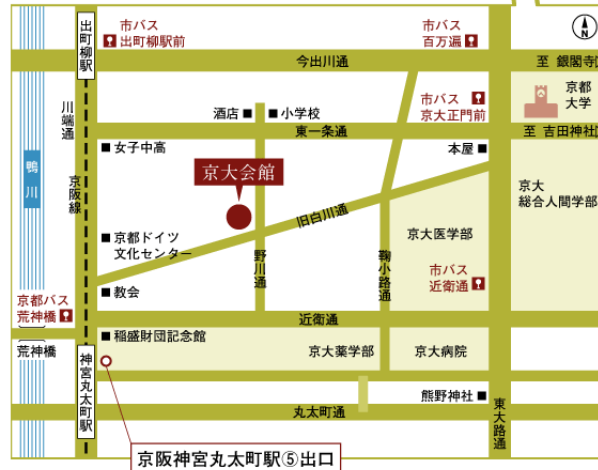 出町柳駅
市バス
出町柳駅前
市バス
百万遍
今出川通
至 銀閣寺
川端通
酒店
小学校
市バス
京大正門前
京都
大学
東一条通
至 吉田神社
女子中高
本屋
鴨川
京阪線
京大会館
京大
総合人間学部
旧白川通
京都ドイツ
文化センター
野川通
鞠小路通
京大医学部
市バス
近衛通
教会
京都バス
荒神橋
近衛通
荒神橋
稲盛財団記念館
京大薬学部
京大病院
神宮丸太町駅
熊野神社
丸太町通
東大路通
京阪神宮丸太町駅⑤出口
N